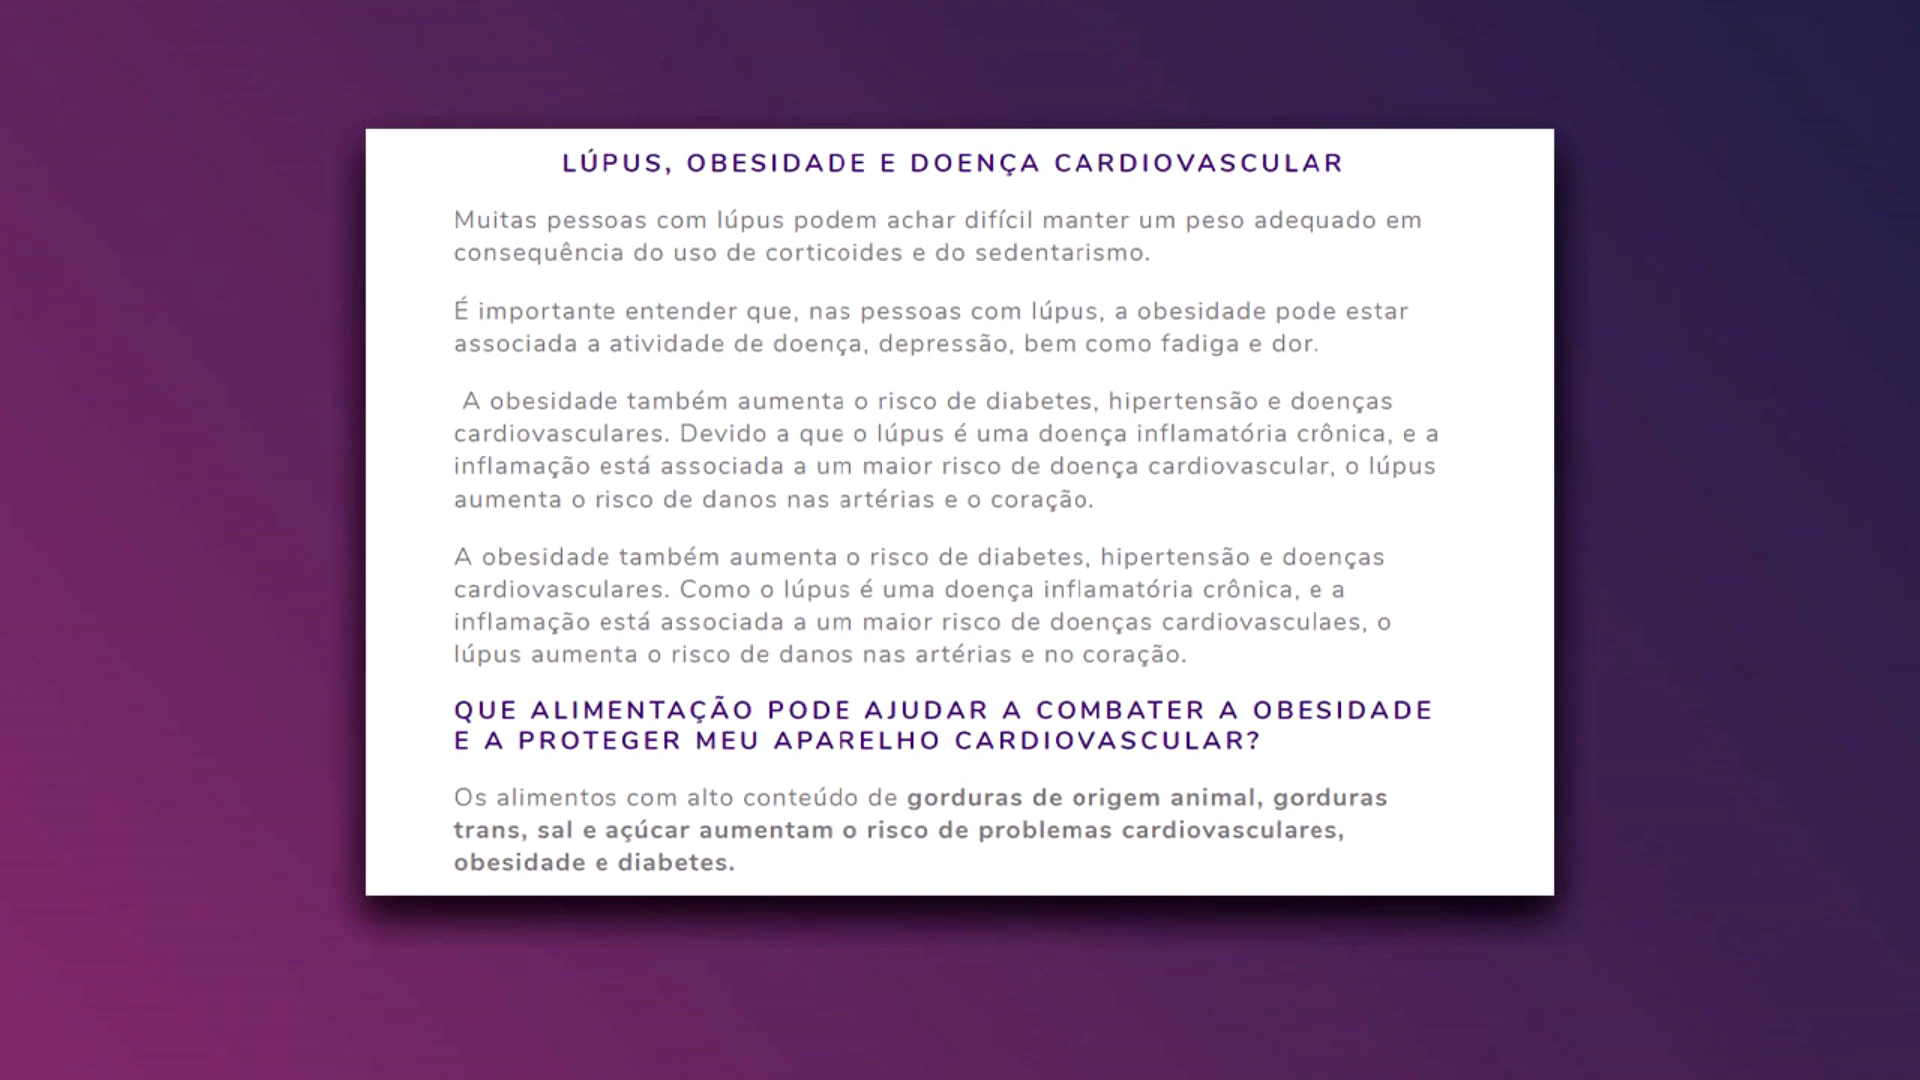 LÚPUS, OBESIDADE E DOENÇA CARDIOVASCULAR
Muitas pessoas com lúpus podem achar difícil manter um peso adequado em
consequência do uso de corticoides e do sedentarismo.
É importante entender que, nas pessoas com lúpus, a obesidade pode estar
associada a atividade de doença, depressão, bem como fadiga e dor.
A obesidade também aumenta o risco de diabetes, hipertensão e doenças
cardiovasculares. Devido a que o lúpus é uma doença inflamatória crônica, e a
inflamação está associada a um maior risco de doença cardiovascular, o lúpus
aumenta o risco de danos nas artérias e o coração.
A obesidade também aumenta o risco de diabetes, hipertensão e doenças
cardiovasculares. Como o lúpus é uma doença inflamatória crônica, e a
inflamação está associada a um maior risco de doenças cardiovasculaes, o
lúpus aumenta o risco de danos nas artérias e no coração.
QUE ALIMENTAÇÃO PODE AJUDAR A COMBATER A OBESIDADE
E A PROTEGER MEU APARELHO CARDIOVASCULAR?
Os alimentos com alto conteúdo de gorduras de origem animal, gorduras
trans, sal e açúcar aumentam o risco de problemas cardiovasculares,
obesidade e diabetes.